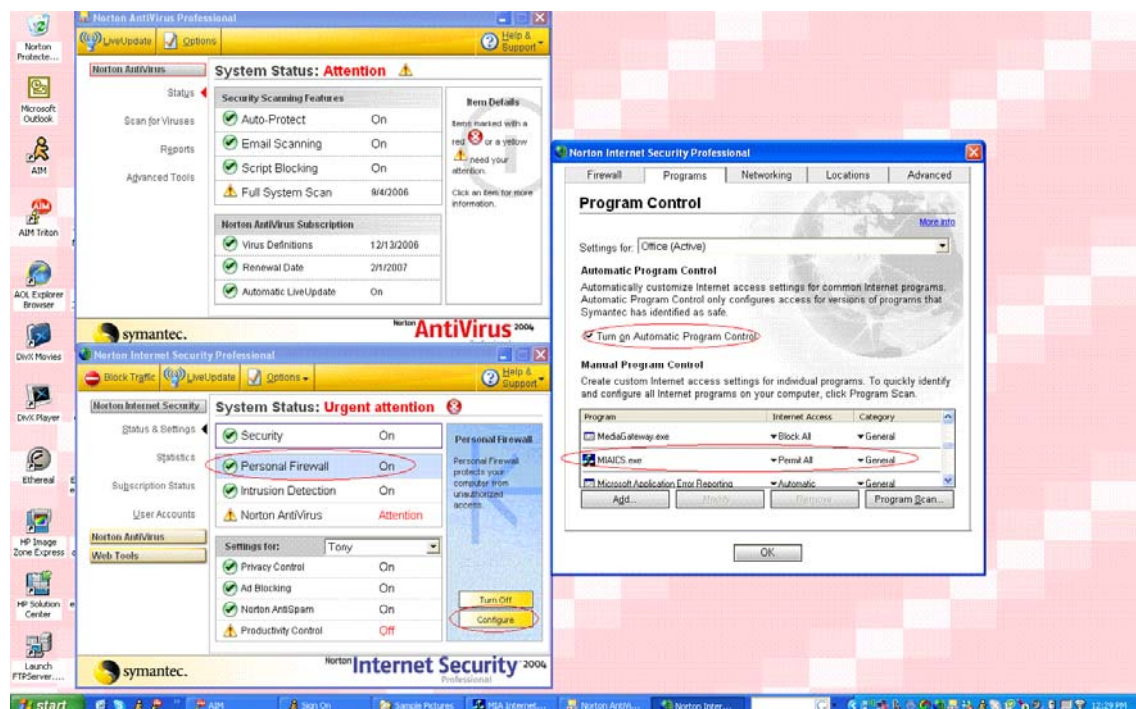 Norton Protecte...
Microsoft Outlook
AIM
AIM Triton
AOL Explorer Browser
DivX Movies
DivX Player
Ethereal
HP Image Zone Express
HP Solution Center
Launch FTPServer....
Norton AntiVirus Professional
LiveUpdate Options Help & Support
Norton AntiVirus
Status
Scan for Viruses
Reports
Advanced Tools
System Status: Attention
Security Scanning Features
Auto-Protect On
Email Scanning On
Script Blocking On
Full System Scan 9/4/2006
Norton AntiVirus Subscription
Virus Definitions 12/13/2006
Renewal Date 2/1/2007
Automatic LiveUpdate On
Item Details
Items marked with a
red or a yellow
need your
attention.
Click an item for more
information.
symantec.
Norton AntiVirus 2004
Norton Internet Security Professional
Block Traffic LiveUpdate Options Help & Support
Norton Internet Security
Status & Settings
Statistics
Subscription Status
User Accounts
Norton AntiVirus
Web Tools
System Status: Urgent attention
Security On
Personal Firewall On
Intrusion Detection On
Norton AntiVirus Attention
Settings for: Tony
Privacy Control On
Ad Blocking On
Norton AntiSpam On
Productivity Control Off
Personal Firewall
Personal Firewall
protects your
computer from
unauthorized
access.
Turn Off
Configure
symantec.
Norton Internet Security 2004
Professional
Norton Internet Security Professional
Firewall Programs Networking Locations Advanced
Program Control
More Info
Settings for: Office (Active)
Automatic Program Control
Automatically customize Internet access settings for common Internet programs.
Automatic Program Control only configures access for versions of programs that
Symantec has identified as safe.
Turn on Automatic Program Control
Manual Program Control
Create custom Internet access settings for individual programs. To quickly identify
and configure all Internet programs on your computer, click Program Scan.
Program Internet Access Category
MediaGateway.exe Block All General
MIAICS.exe Permit All General
Microsoft Application Error Reporting Automatic General
Add... Modify Remove Program Scan...
OK
start AIM Sign On Sample Pictures MIA Internet... Norton AntiVi... Norton Inter... 12:29 PM